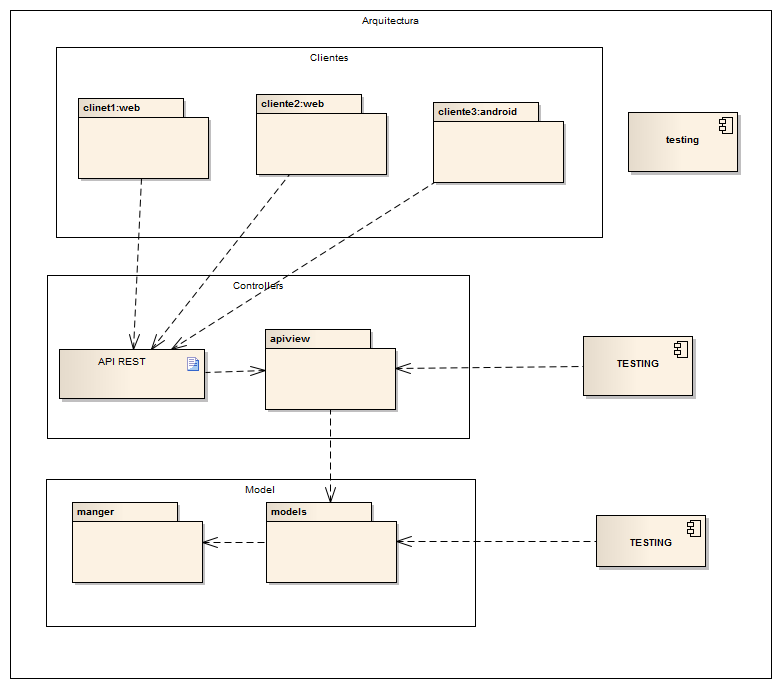 Arquitectura
Clientes
clinet1:web
cliente2:web
cliente3:android
testing
Controllers
API REST
apiview
TESTING
Model
manger
models
TESTING